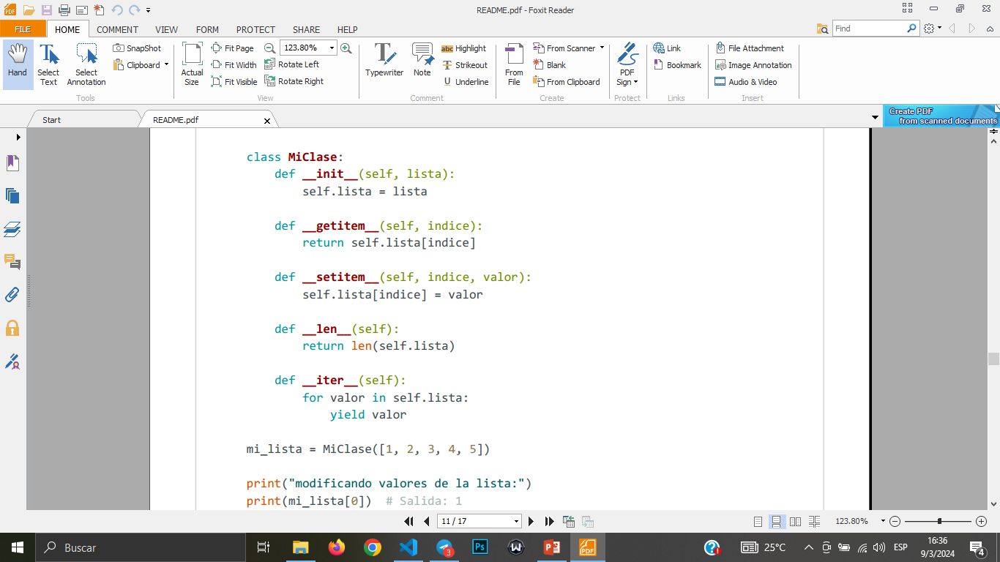 README.pdf - Foxit Reader
FILE HOME COMMENT VIEW FORM PROTECT SHARE HELP
Find
Hand
Select Text
Select Annotation
SnapShot
Clipboard
Tools
Actual Size
Fit Page
Fit Width
Fit Visible
123.80%
Rotate Left
Rotate Right
View
Typewriter
Note
abc Highlight
T Strikeout
U Underline
Comment
From File
From Scanner
Blank
From Clipboard
Create
PDF Sign
Protect
Link
Bookmark
Links
File Attachment
Image Annotation
Audio & Video
Insert
Start
README.pdf
Create PDF
from scanned documents
class MiClase:
    def __init__(self, lista):
        self.lista = lista
    def __getitem__(self, indice):
        return self.lista[indice]
    def __setitem__(self, indice, valor):
        self.lista[indice] = valor
    def __len__(self):
        return len(self.lista)
    def __iter__(self):
        for valor in self.lista:
            yield valor
mi_lista = MiClase([1, 2, 3, 4, 5])
print("modificando valores de la lista:")
print(mi_lista[0])  # Salida: 1
11 / 17
123.80%
Buscar
3
Ps
PDF
25°C
ESP
16:36
9/3/2024
4